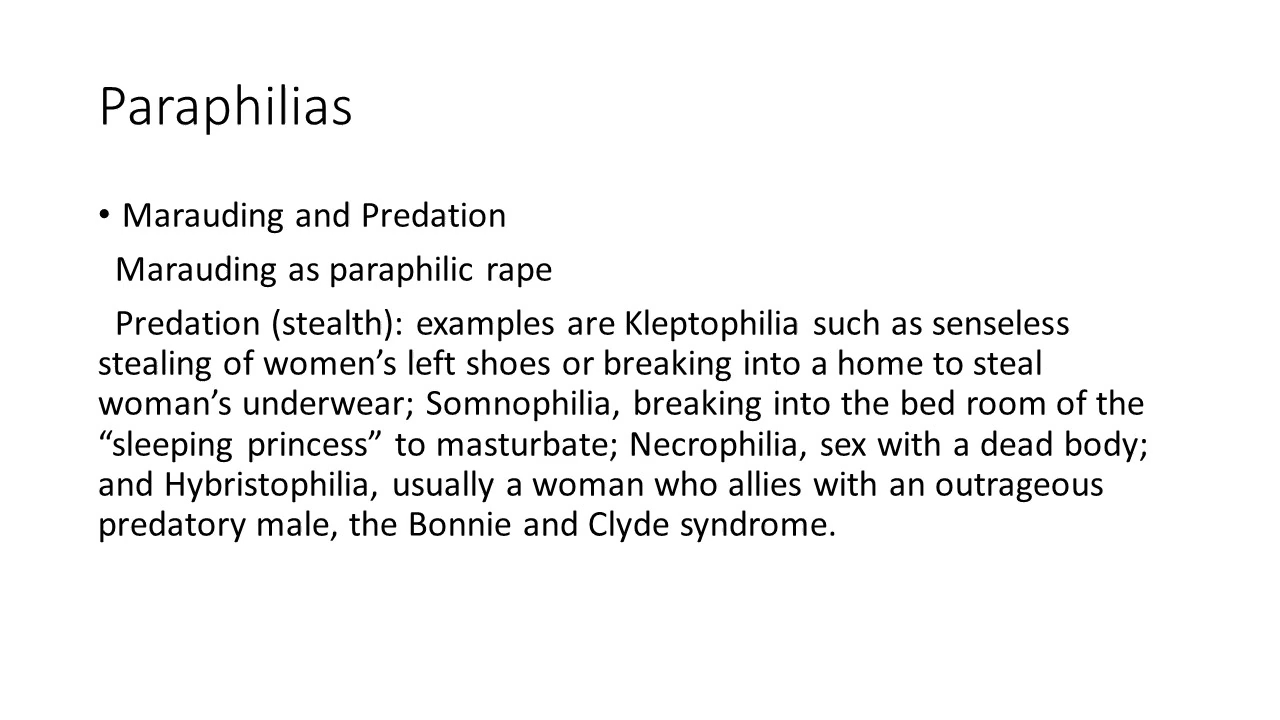 Paraphilias
• Marauding and Predation
Marauding as paraphilic rape
Predation (stealth): examples are Kleptophilia such as senseless
stealing of women’s left shoes or breaking into a home to steal
woman’s underwear; Somnophilia, breaking into the bed room of the
“sleeping princess” to masturbate; Necrophilia, sex with a dead body;
and Hybristophilia, usually a woman who allies with an outrageous
predatory male, the Bonnie and Clyde syndrome.